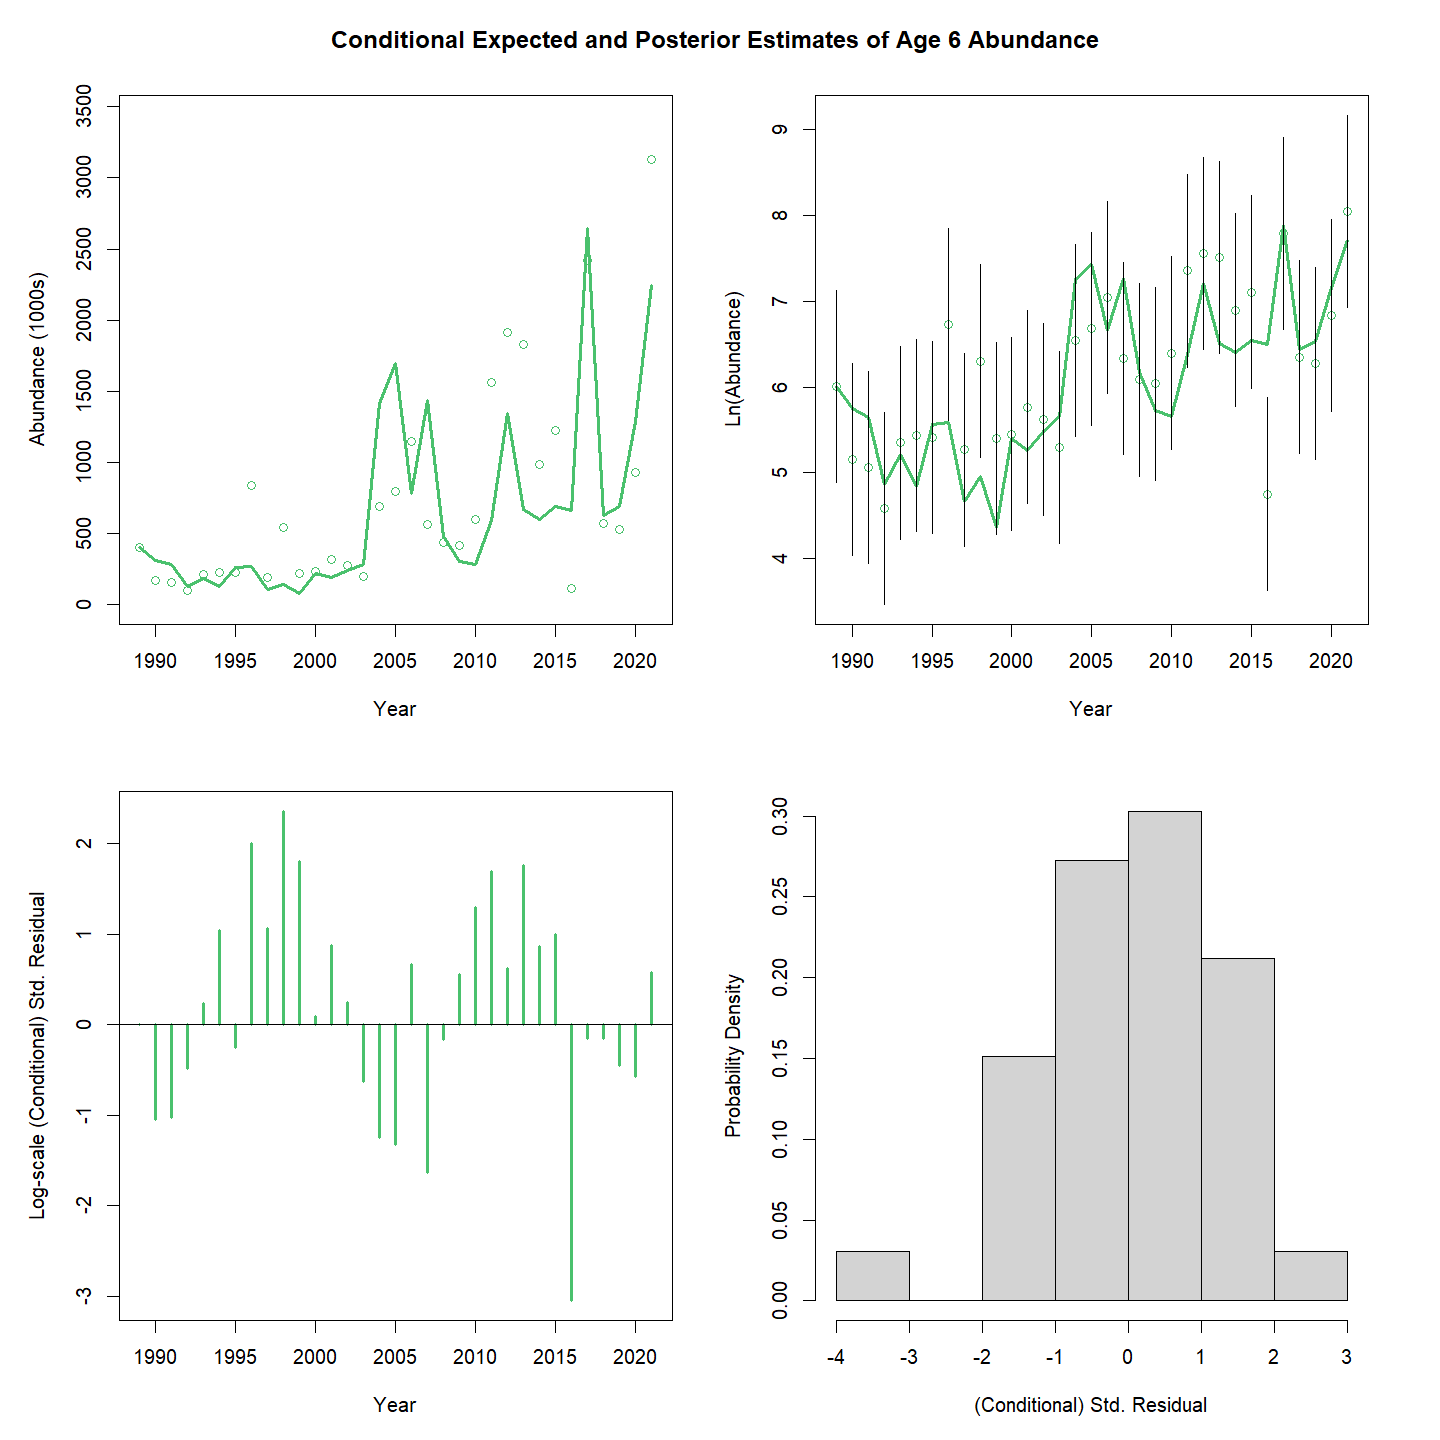 Conditional Expected and Posterior Estimates of Age 6 Abundance
Abundance (1000s)
3500
3000
2500
2000
1500
1000
500
0
1990 1995 2000 2005 2010 2015 2020
Year
Ln(Abundance)
9
8
7
6
5
4
1990 1995 2000 2005 2010 2015 2020
Year
Log-scale (Conditional) Std. Residual
2
1
0
-1
-2
-3
1990 1995 2000 2005 2010 2015 2020
Year
Probability Density
0.30
0.25
0.20
0.15
0.10
0.05
0.00
-4 -3 -2 -1 0 1 2 3
(Conditional) Std. Residual